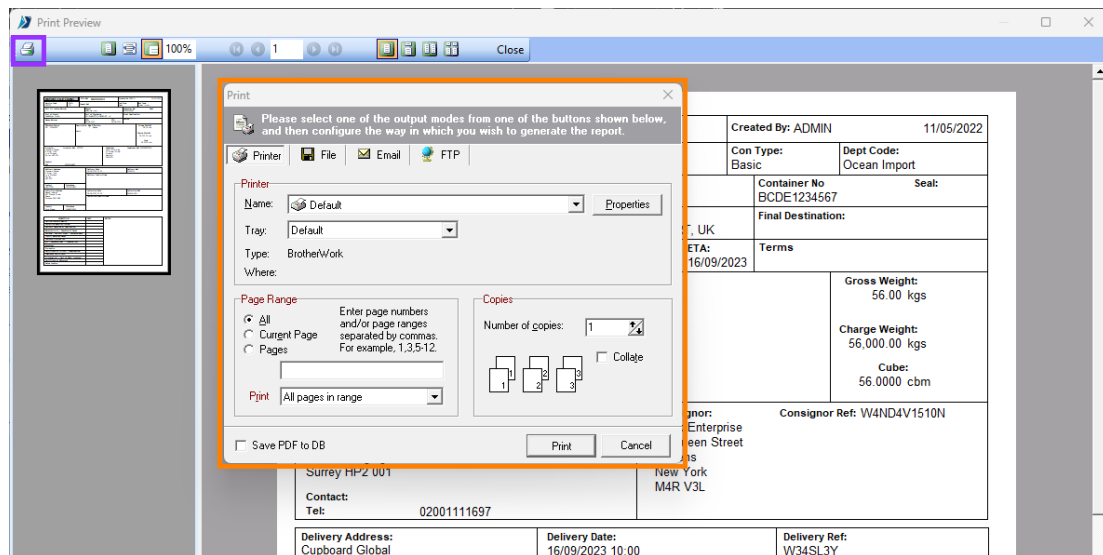 Print Preview
100%
1
Close
Print
Please select one of the output modes from one of the buttons shown below,
and then configure the way in which you wish to generate the report.
Printer File Email FTP
Printer
Name: Default Properties
Tray: Default
Type: BrotherWork
Where:
Page Range
All
Current Page
Pages
Enter page numbers
and/or page ranges
separated by commas.
For example, 1,3,5-12.
Print All pages in range
Copies
Number of copies: 1
Collate
1 1 2 2 3 3
Save PDF to DB
Print Cancel
Created By: ADMIN 11/05/2022
Con Type: Dept Code:
Basic Ocean Import
Container No Seal:
BCDE1234567
Final Destination:
, UK
ETA: Terms
16/09/2023
Gross Weight:
56.00 kgs
Charge Weight:
56,000.00 kgs
Cube:
56.0000 cbm
Consignor Ref: W4ND4V1510N
Enterprise
Street
New York
M4R V3L
Surrey HP2 001
Contact:
Tel: 02001111697
Delivery Address: Delivery Date: Delivery Ref:
Cupboard Global 16/09/2023 10:00 W34SL3Y